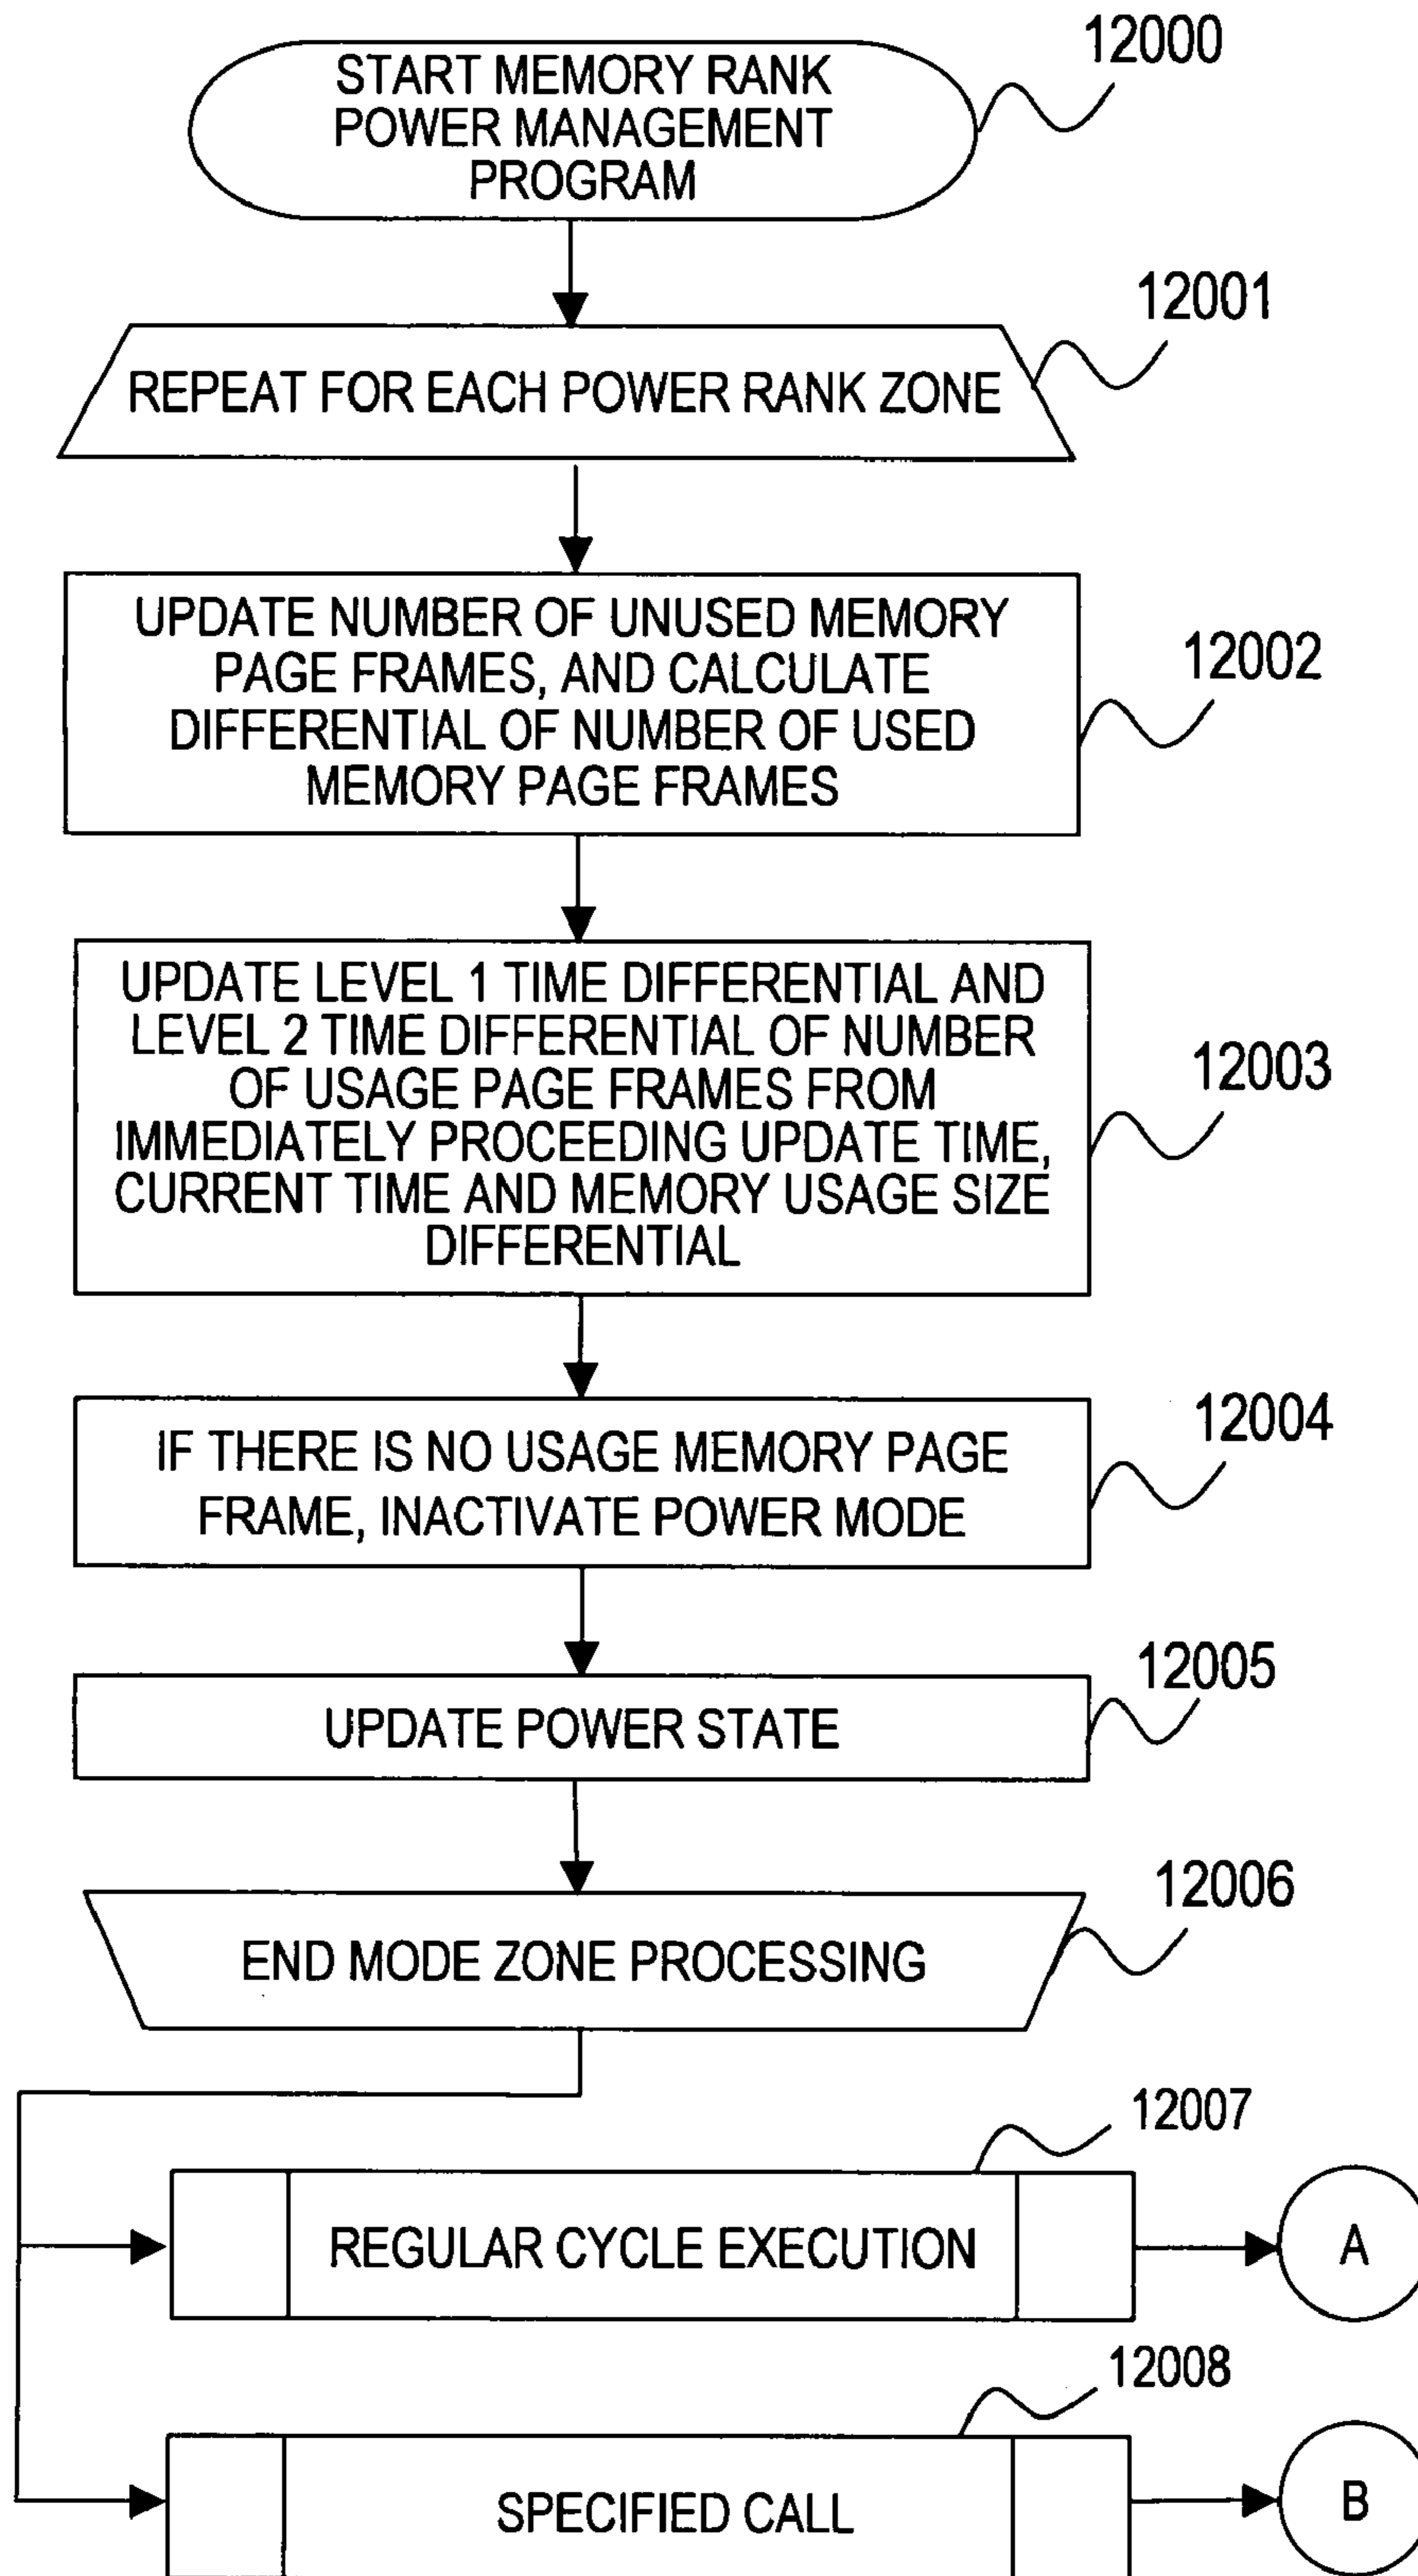 12000
START MEMORY RANK
POWER MANAGEMENT
PROGRAM
12001
REPEAT FOR EACH POWER RANK ZONE
12002
UPDATE NUMBER OF UNUSED MEMORY
PAGE FRAMES, AND CALCULATE
DIFFERENTIAL OF NUMBER OF USED
MEMORY PAGE FRAMES
12003
UPDATE LEVEL 1 TIME DIFFERENTIAL AND
LEVEL 2 TIME DIFFERENTIAL OF NUMBER
OF USAGE PAGE FRAMES FROM
IMMEDIATELY PROCEEDING UPDATE TIME,
CURRENT TIME AND MEMORY USAGE SIZE
DIFFERENTIAL
12004
IF THERE IS NO USAGE MEMORY PAGE
FRAME, INACTIVATE POWER MODE
12005
UPDATE POWER STATE
12006
END MODE ZONE PROCESSING
12007
REGULAR CYCLE EXECUTION
A
12008
SPECIFIED CALL
B